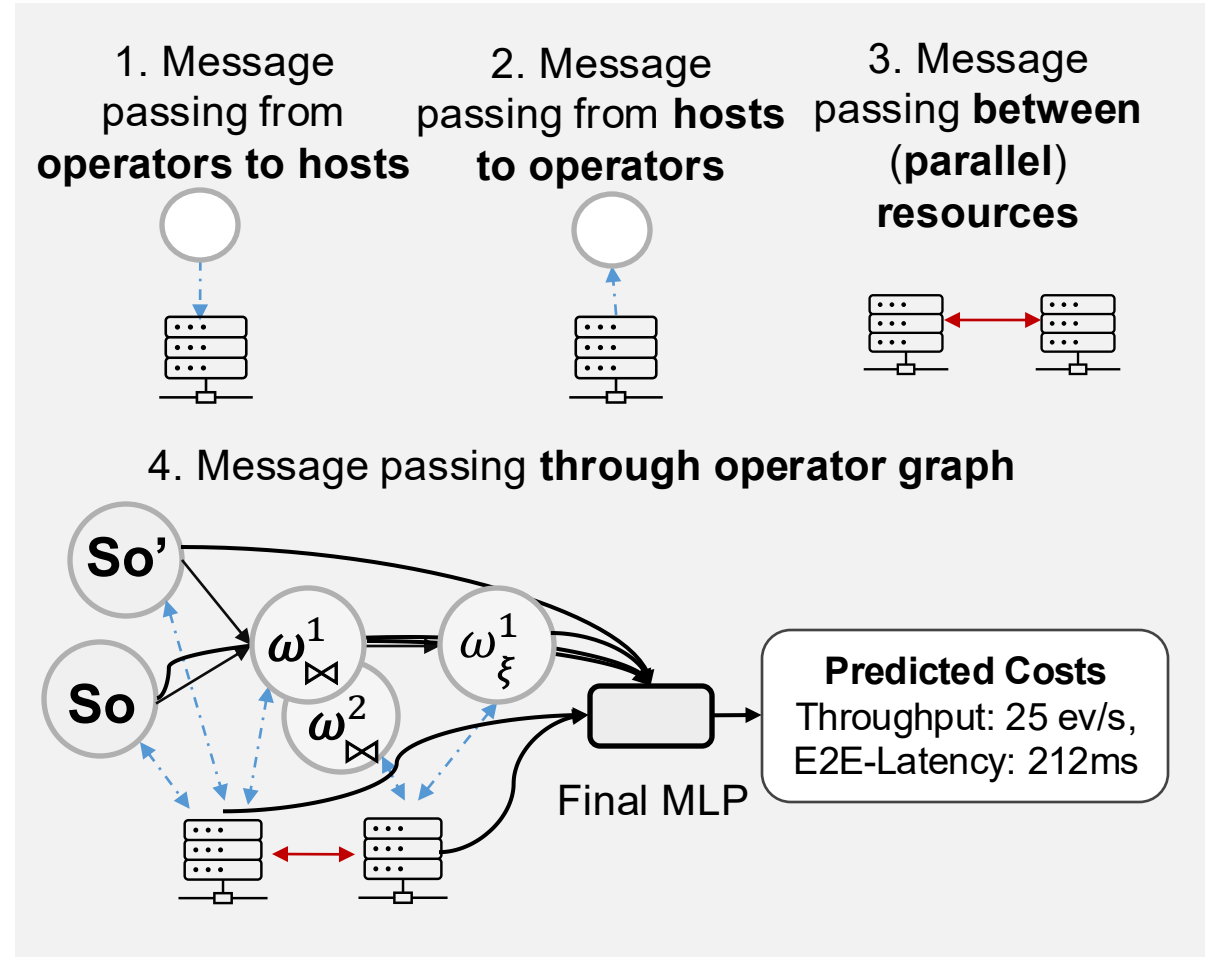 1. Message
passing from
operators to hosts
2. Message
passing from hosts
to operators
3. Message
passing between
(parallel)
resources
4. Message passing through operator graph
So’
So
ω¹⋈
ω²⋈
ω¹ξ
Final MLP
Predicted Costs
Throughput: 25 ev/s,
E2E-Latency: 212ms